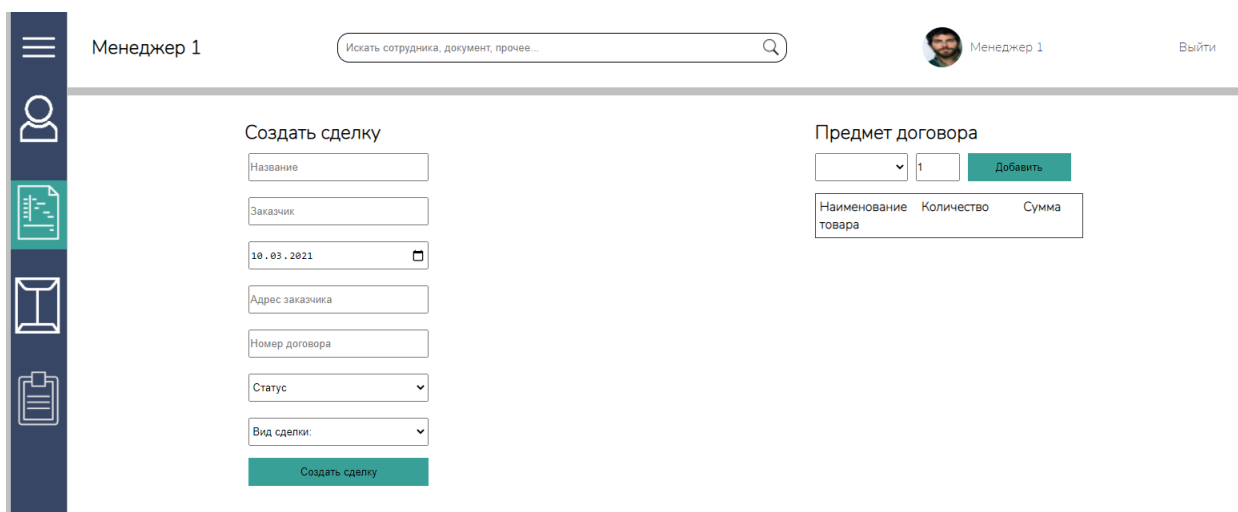 Менеджер 1
Искать сотрудника, документ, прочее...
Менеджер 1
Выйти
Создать сделку
Название
Заказчик
10.03.2021
Адрес заказчика
Номер договора
Статус
Вид сделки:
Создать сделку
Предмет договора
1
Добавить
Наименование товара Количество Сумма